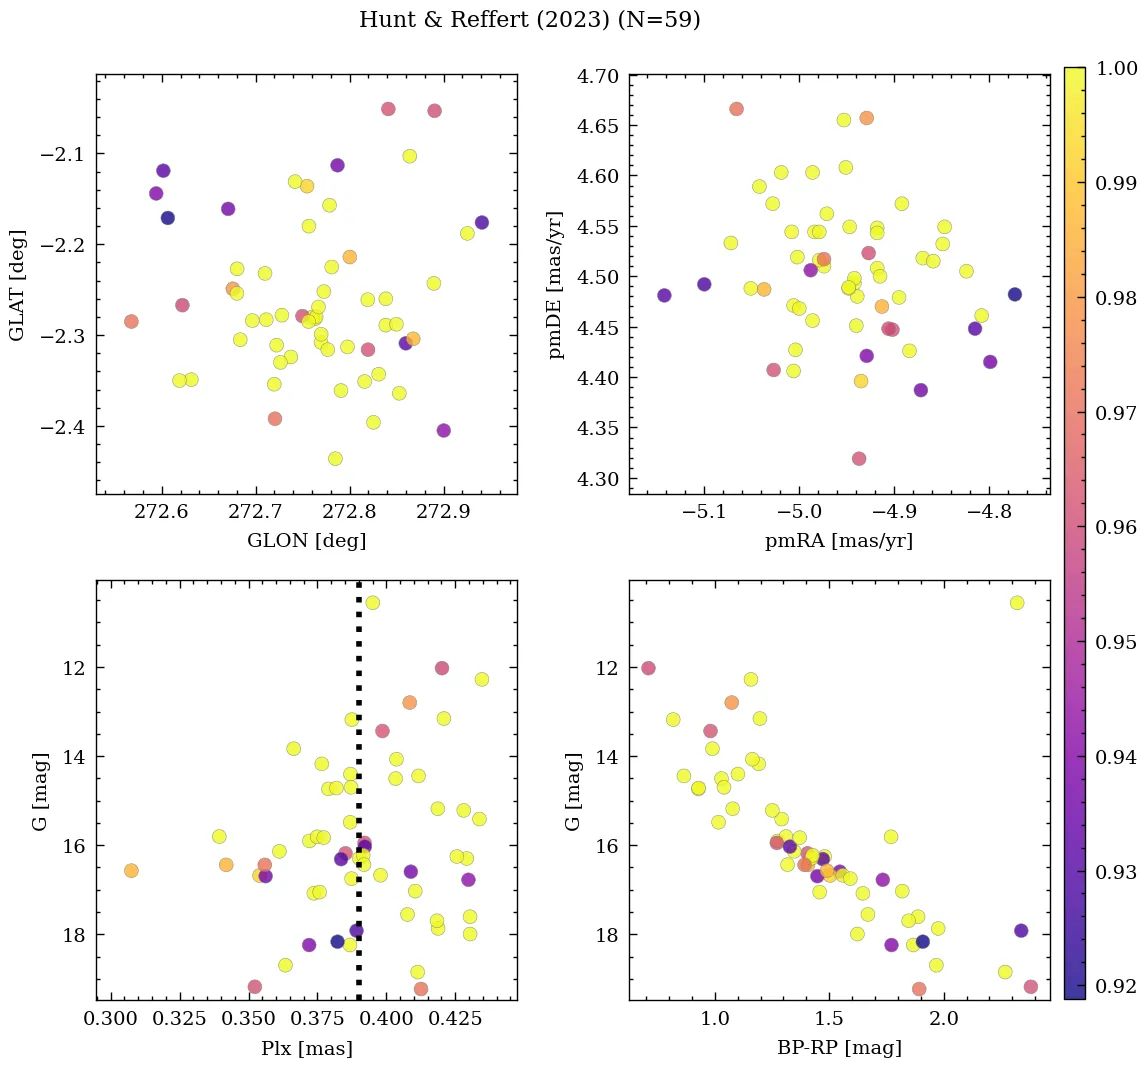 Hunt & Reffert (2023) (N=59)
−2.1
−2.2
−2.3
−2.4
GLAT [deg]
272.6 272.7 272.8 272.9
GLON [deg]
4.70
4.65
4.60
4.55
4.50
4.45
4.40
4.35
4.30
pmDE [mas/yr]
−5.1 −5.0 −4.9 −4.8
pmRA [mas/yr]
12
14
16
18
G [mag]
0.300 0.325 0.350 0.375 0.400 0.425
Plx [mas]
12
14
16
18
G [mag]
1.0 1.5 2.0
BP-RP [mag]
1.00
0.99
0.98
0.97
0.96
0.95
0.94
0.93
0.92